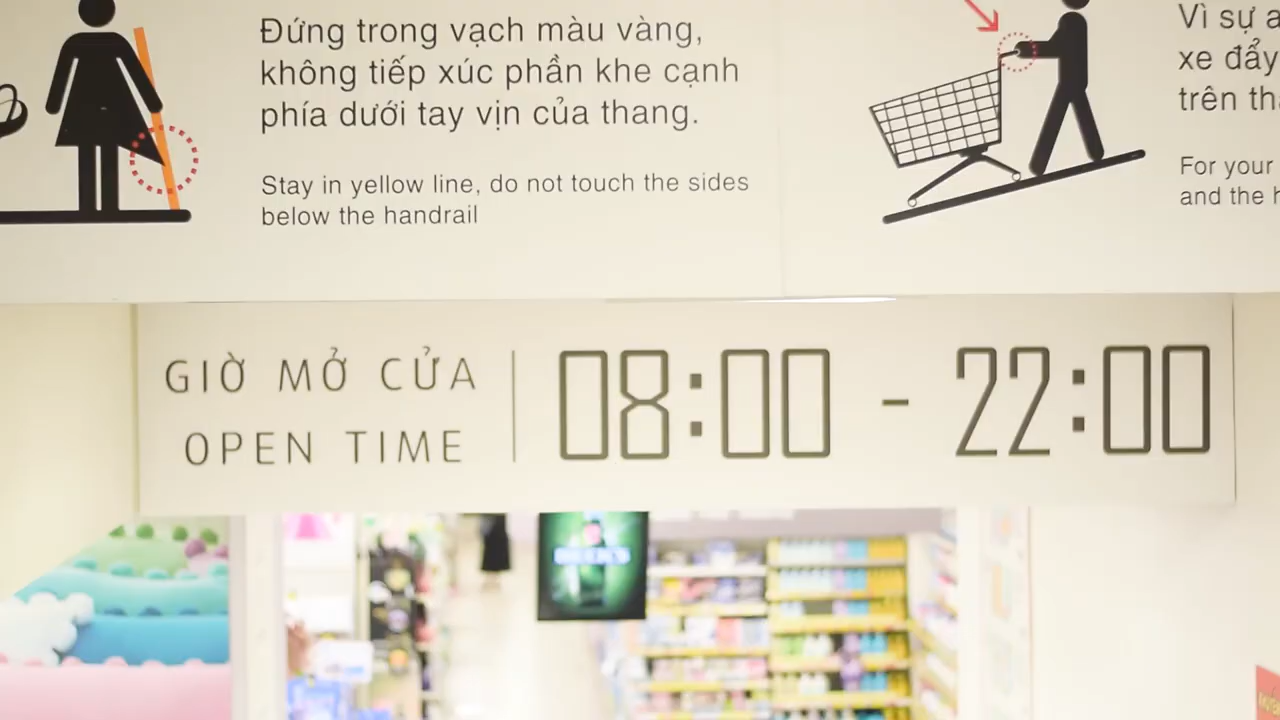 Đứng trong vạch màu vàng,
không tiếp xúc phần khe cạnh
phía dưới tay vịn của thang.
Stay in yellow line, do not touch the sides
below the handrail
Vì sự
xe đẩy
trên
For your
and the
GIỜ MỞ CỬA
OPEN TIME
08:00 - 22:00